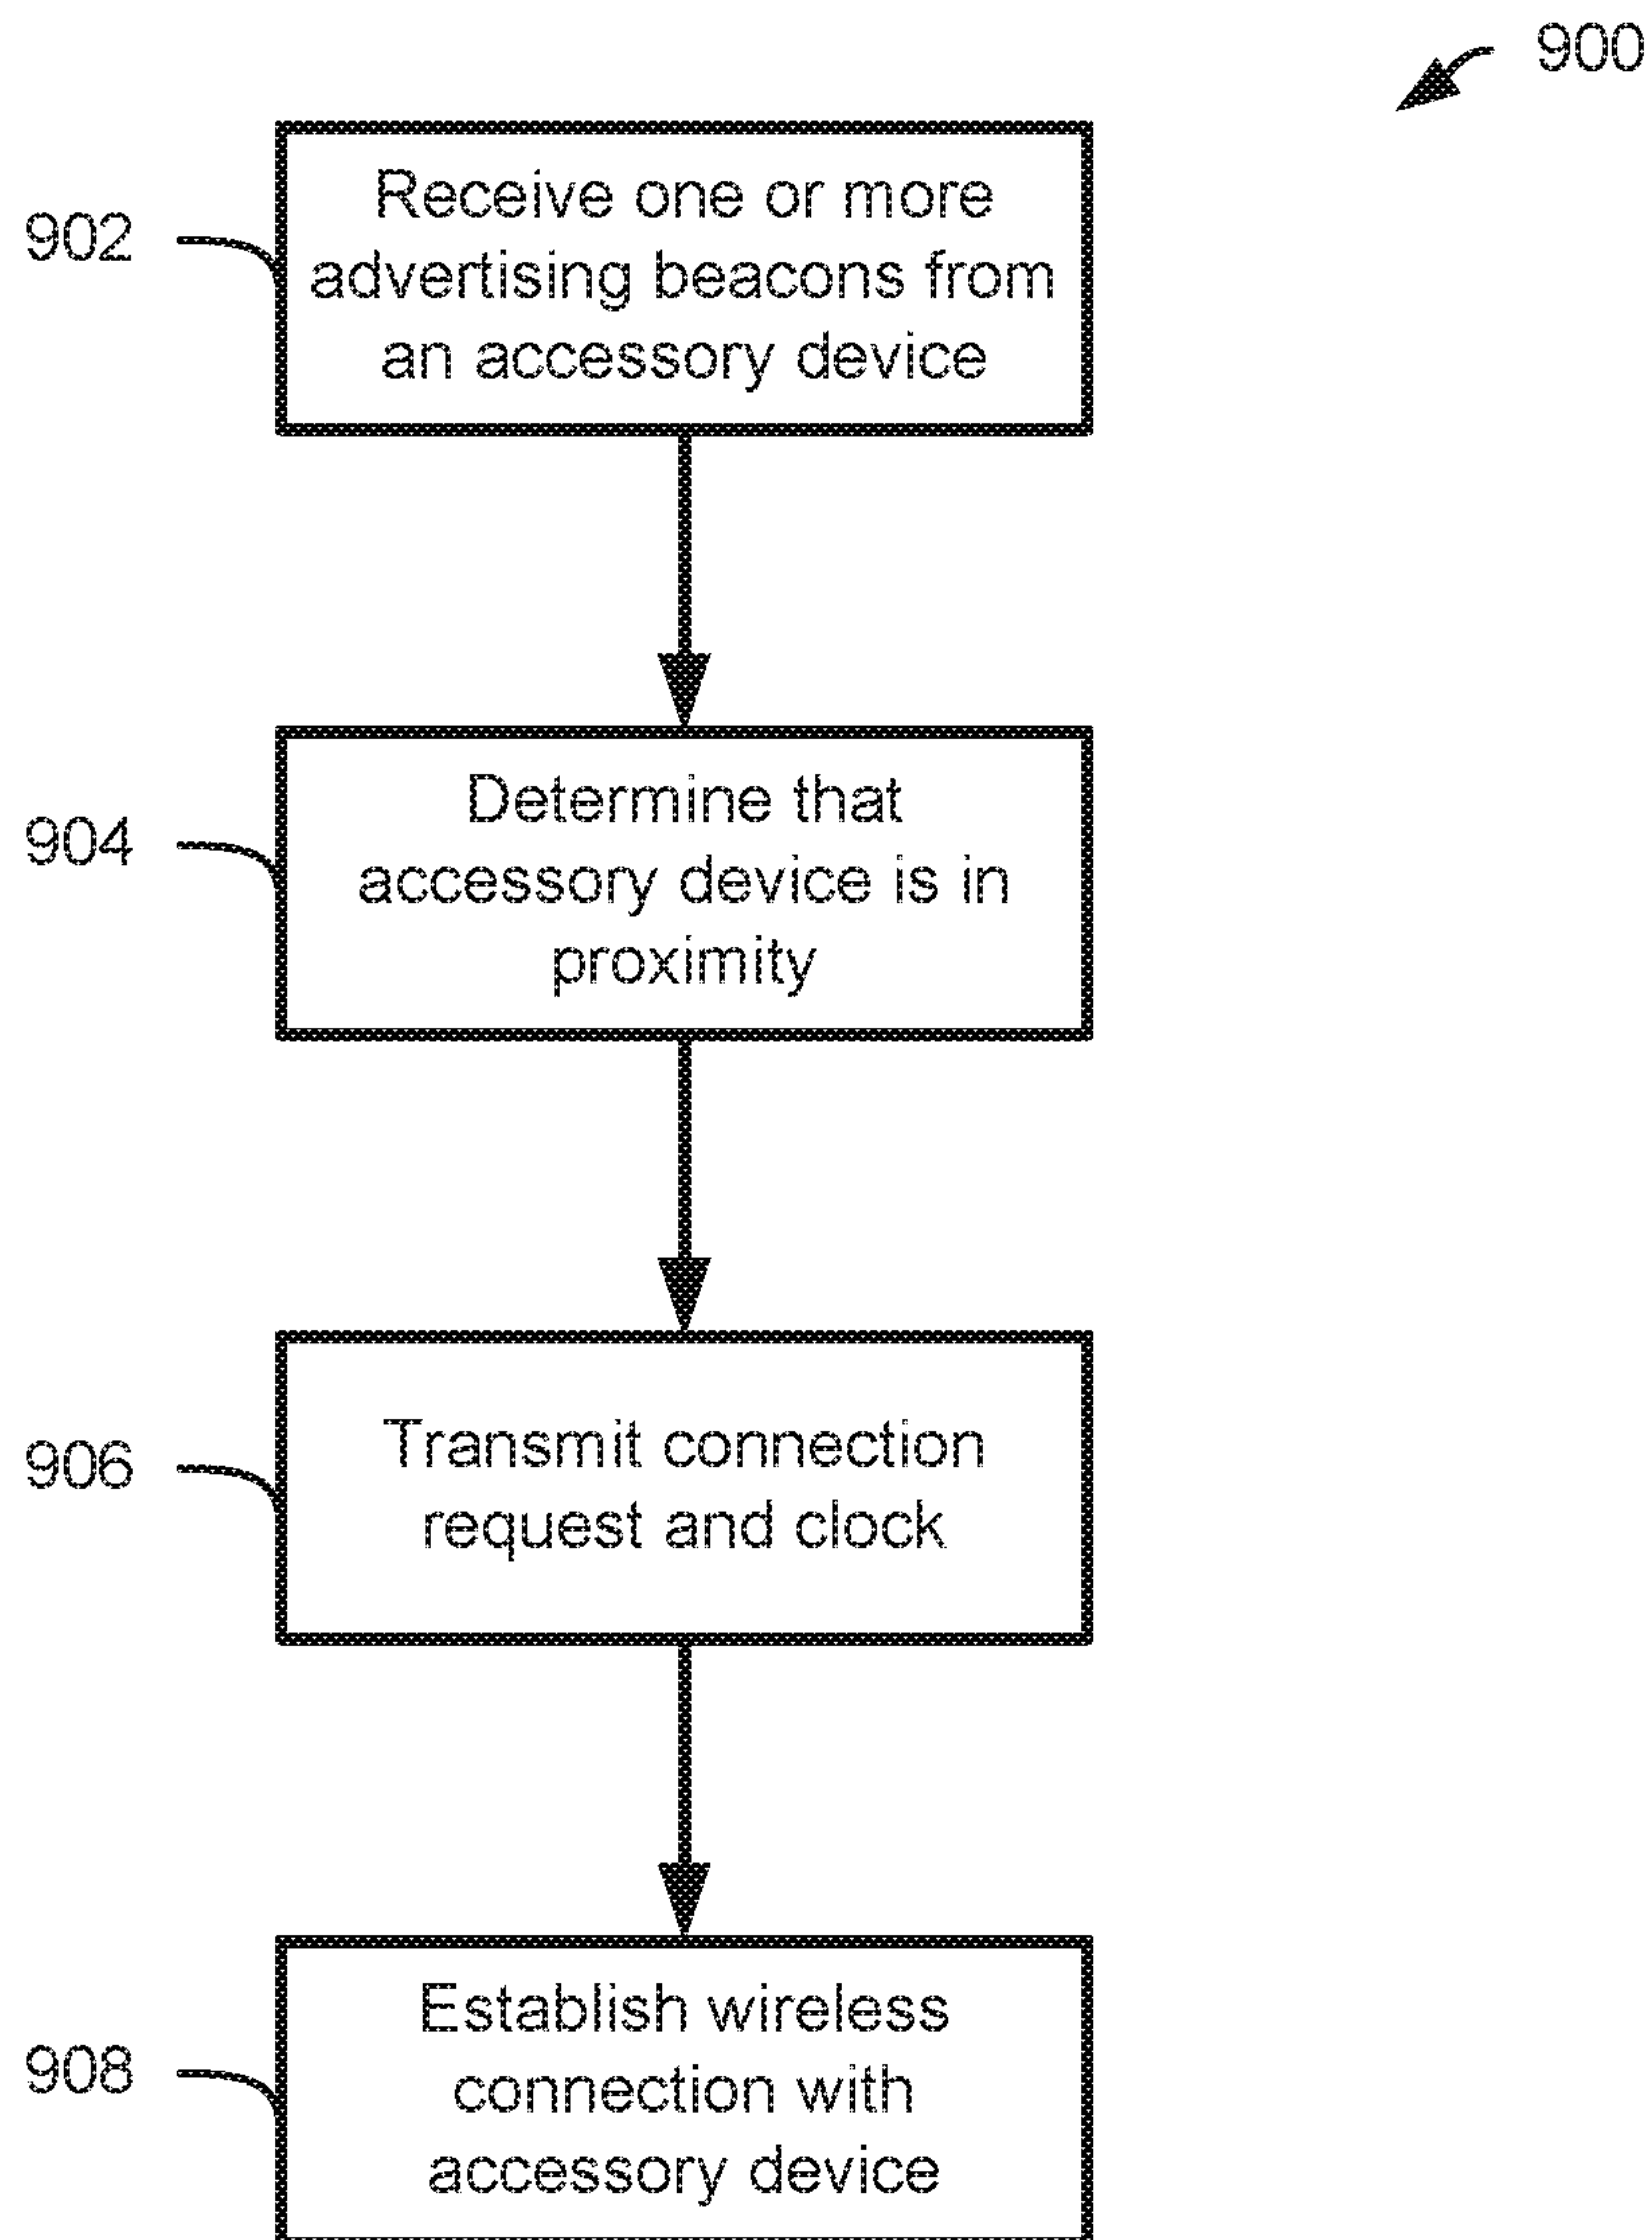 900
902
Receive one or more
advertising beacons from
an accessory device
904
Determine that
accessory device is in
proximity
906
Transmit connection
request and clock
908
Establish wireless
connection with
accessory device